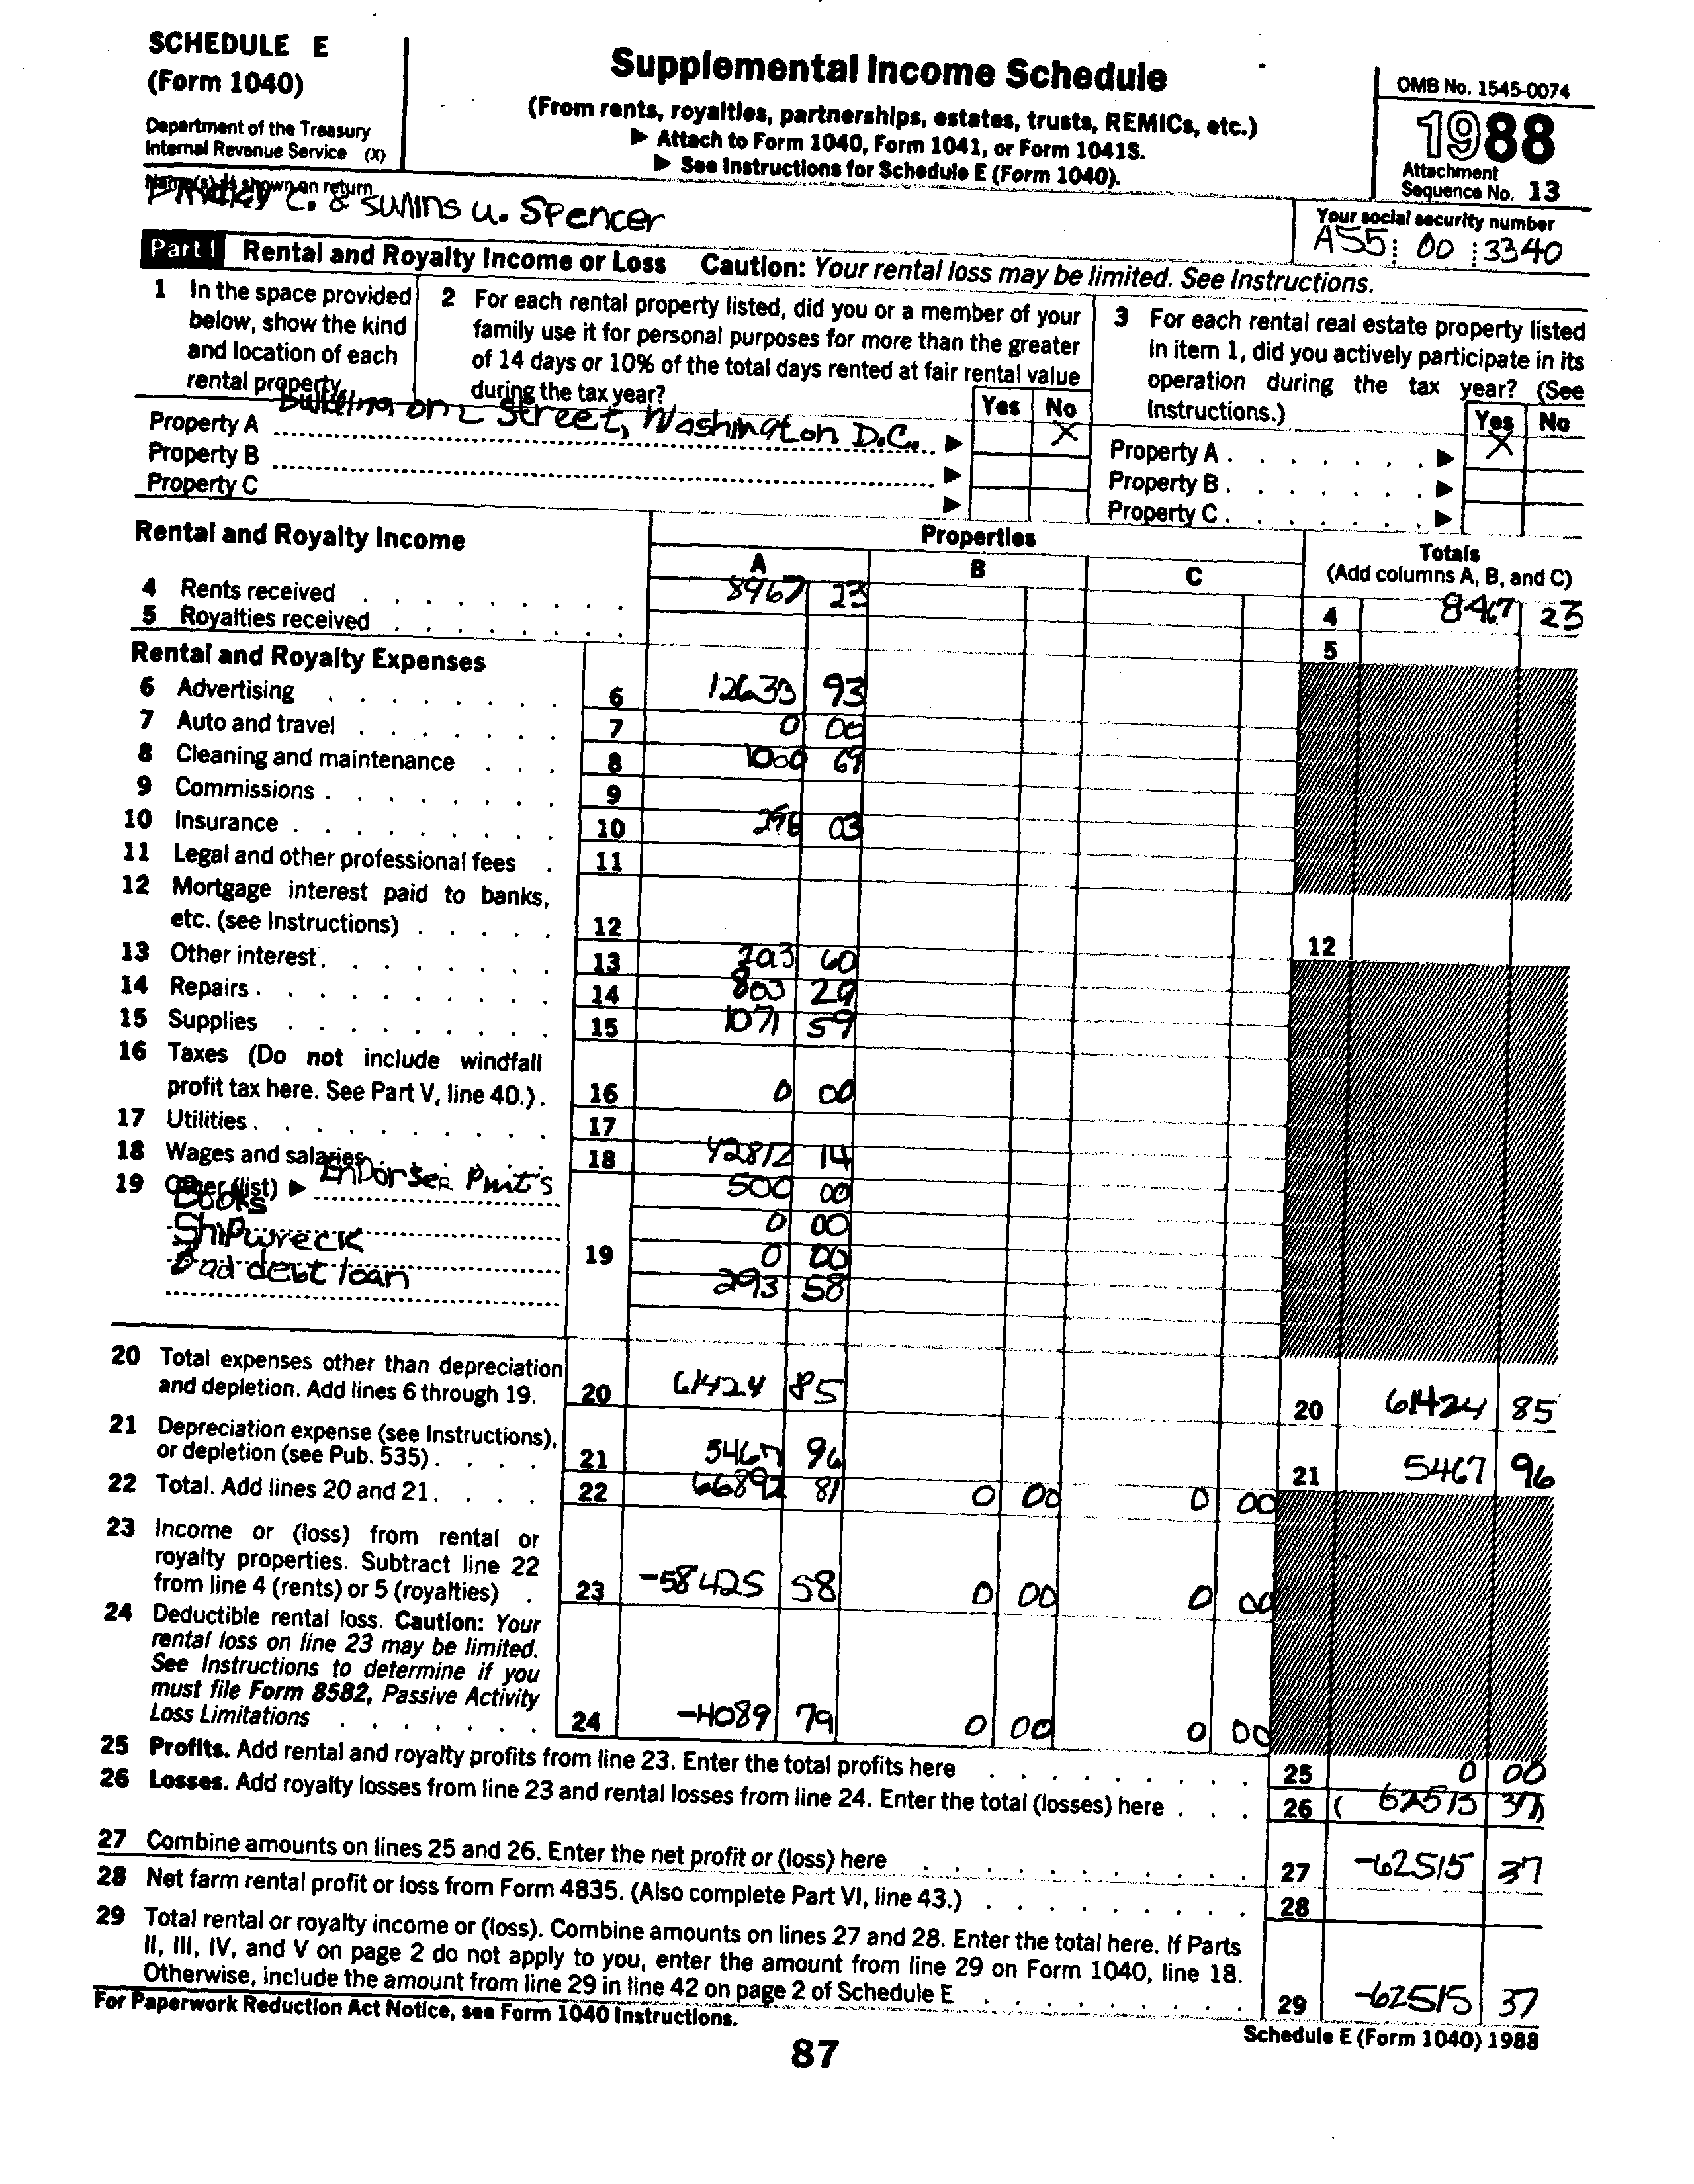 SCHEDULE E
(Form 1040)
Department of the Treasury
Internal Revenue Service (X)
Supplemental Income Schedule
(From rents, royalties, partnerships, estates, trusts, REMICs, etc.)
▶ Attach to Form 1040, Form 1041, or Form 1041S.
▶ See Instructions for Schedule E (Form 1040).
OMB No. 1545-0074
1988
Attachment
Sequence No. 13
Name(s) as shown on return
C. & u. Spencer
Your social security number
A55 00 3340
Part I Rental and Royalty Income or Loss Caution: Your rental loss may be limited. See Instructions.
1 In the space provided
below, show the kind
and location of each
rental property.
2 For each rental property listed, did you or a member of your
family use it for personal purposes for more than the greater
of 14 days or 10% of the total days rented at fair rental value
during the tax year?
Yes No
3 For each rental real estate property listed
in item 1, did you actively participate in its
operation during the tax year? (See
Instructions.)
Yes No
Property A Building on L Street, Washington D.C. ▶ X
Property B ▶
Property C ▶
Property A ▶ X
Property B ▶
Property C ▶
Rental and Royalty Income
Properties
A B C
Totals
(Add columns A, B, and C)
4 Rents received 8467 23 4 8467 23
5 Royalties received 5
Rental and Royalty Expenses
6 Advertising 6 12633 93
7 Auto and travel 7 0 00
8 Cleaning and maintenance 8 1000 69
9 Commissions 9
10 Insurance 10 296 03
11 Legal and other professional fees 11
12 Mortgage interest paid to banks,
etc. (see Instructions) 12 12
13 Other interest 13 60
14 Repairs 14 803 29
15 Supplies 15 1071 59
16 Taxes (Do not include windfall
profit tax here. See Part V, line 40.) 16 0 00
17 Utilities 17
18 Wages and salaries 18 42812 14
19 Other (list) ▶ Endorser Pmt's 500 00
Books 0 00
Shipwreck 19 0 00
Bad debt loan 293 58
20 Total expenses other than depreciation
and depletion. Add lines 6 through 19. 20 61424 85 20 61424 85
21 Depreciation expense (see Instructions),
or depletion (see Pub. 535) 21 5467 96 21 5467 96
22 Total. Add lines 20 and 21 22 66892 81 0 00 0 00
23 Income or (loss) from rental or
royalty properties. Subtract line 22
from line 4 (rents) or 5 (royalties) 23 -58425 58 0 00 0 00
24 Deductible rental loss. Caution: Your
rental loss on line 23 may be limited.
See Instructions to determine if you
must file Form 8582, Passive Activity
Loss Limitations 24 -4089 79 0 00 0 00
25 Profits. Add rental and royalty profits from line 23. Enter the total profits here 25 0 00
26 Losses. Add royalty losses from line 23 and rental losses from line 24. Enter the total (losses) here 26 ( 62515 37)
27 Combine amounts on lines 25 and 26. Enter the net profit or (loss) here 27 -62515 37
28 Net farm rental profit or loss from Form 4835. (Also complete Part VI, line 43.) 28
29 Total rental or royalty income or (loss). Combine amounts on lines 27 and 28. Enter the total here. If Parts
II, III, IV, and V on page 2 do not apply to you, enter the amount from line 29 on Form 1040, line 18.
Otherwise, include the amount from line 29 in line 42 on page 2 of Schedule E 29 -62515 37
For Paperwork Reduction Act Notice, see Form 1040 Instructions.
Schedule E (Form 1040) 1988
87